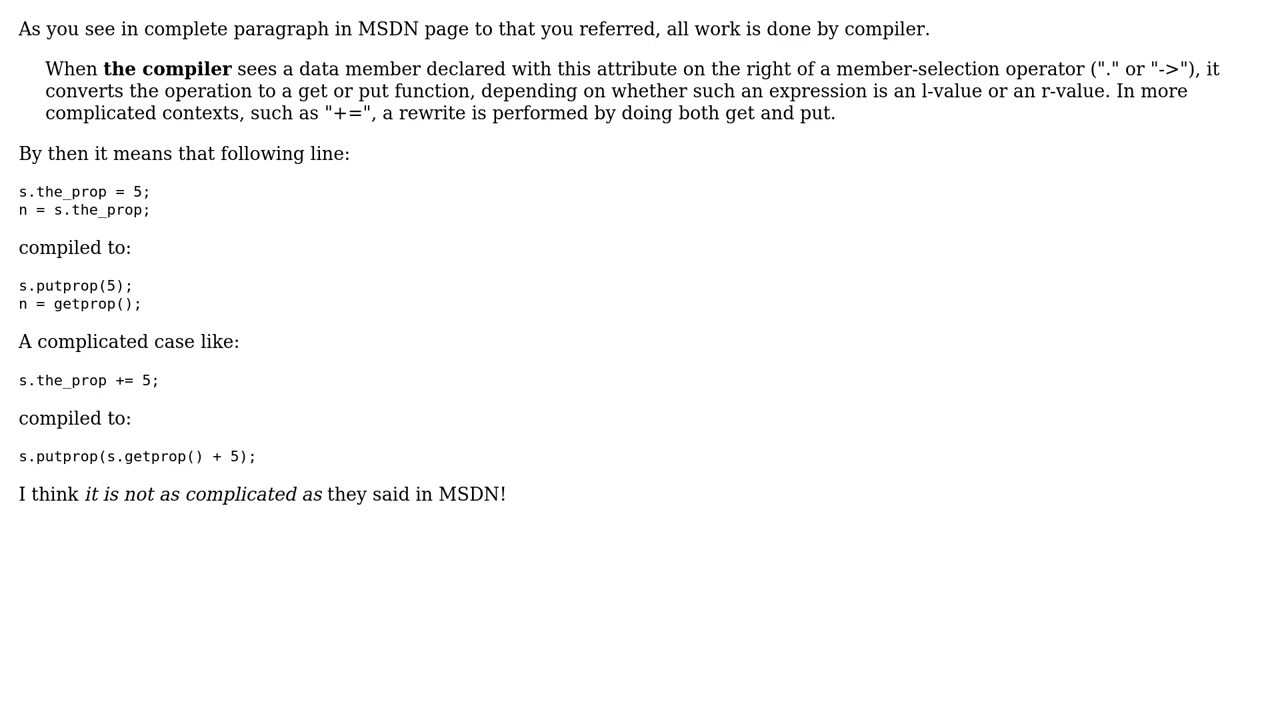 As you see in complete paragraph in MSDN page to that you referred, all work is done by compiler.
When the compiler sees a data member declared with this attribute on the right of a member-selection operator ("." or "->"), it
converts the operation to a get or put function, depending on whether such an expression is an l-value or an r-value. In more
complicated contexts, such as "+=", a rewrite is performed by doing both get and put.
By then it means that following line:
s.the_prop = 5;
n = s.the_prop;
compiled to:
s.putprop(5);
n = getprop();
A complicated case like:
s.the_prop += 5;
compiled to:
s.putprop(s.getprop() + 5);
I think it is not as complicated as they said in MSDN!